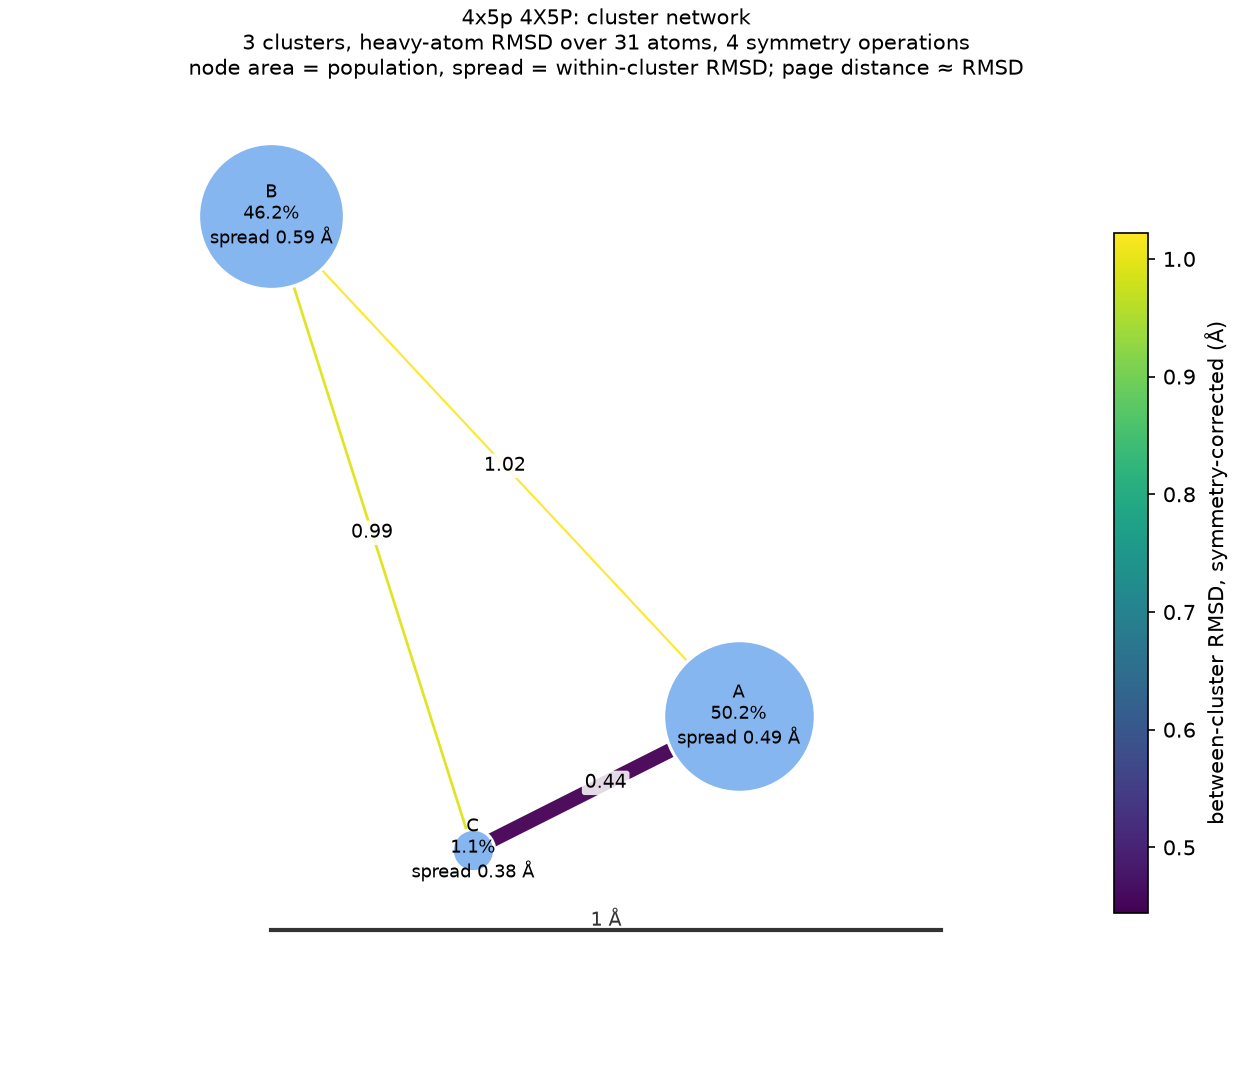 4x5p 4X5P: cluster network
3 clusters, heavy-atom RMSD over 31 atoms, 4 symmetry operations
node area = population, spread = within-cluster RMSD; page distance ≈ RMSD
B
46.2%
spread 0.59 Å
1.02
0.99
A
50.2%
spread 0.49 Å
0.44
C
1.1%
spread 0.38 Å
1 Å
1.0
0.9
0.8
0.7
0.6
0.5
between-cluster RMSD, symmetry-corrected (Å)